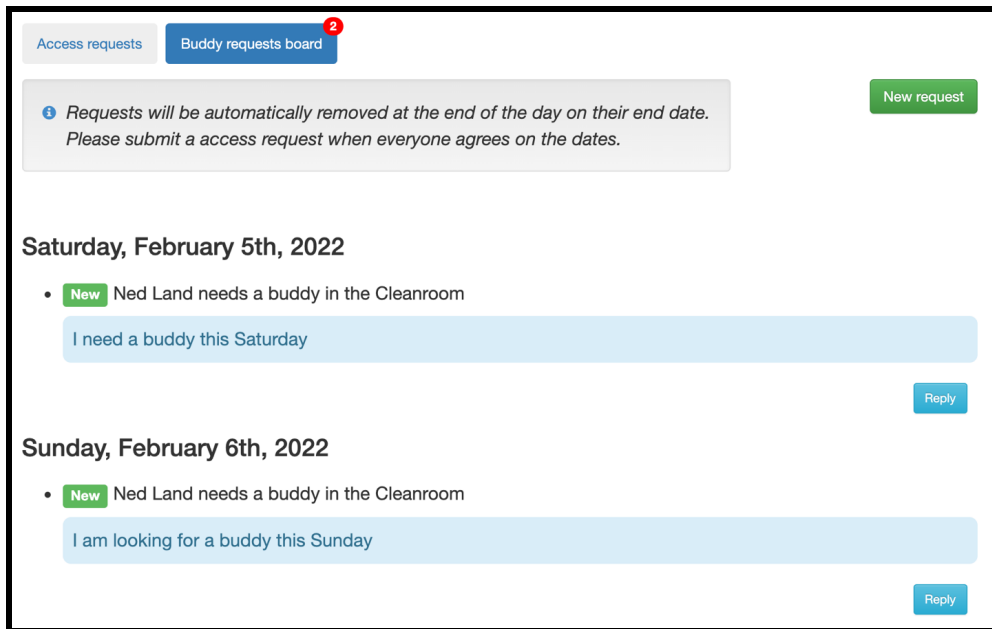 Access requests
Buddy requests board
2
New request
Requests will be automatically removed at the end of the day on their end date.
Please submit a access request when everyone agrees on the dates.
Saturday, February 5th, 2022
New Ned Land needs a buddy in the Cleanroom
I need a buddy this Saturday
Reply
Sunday, February 6th, 2022
New Ned Land needs a buddy in the Cleanroom
I am looking for a buddy this Sunday
Reply